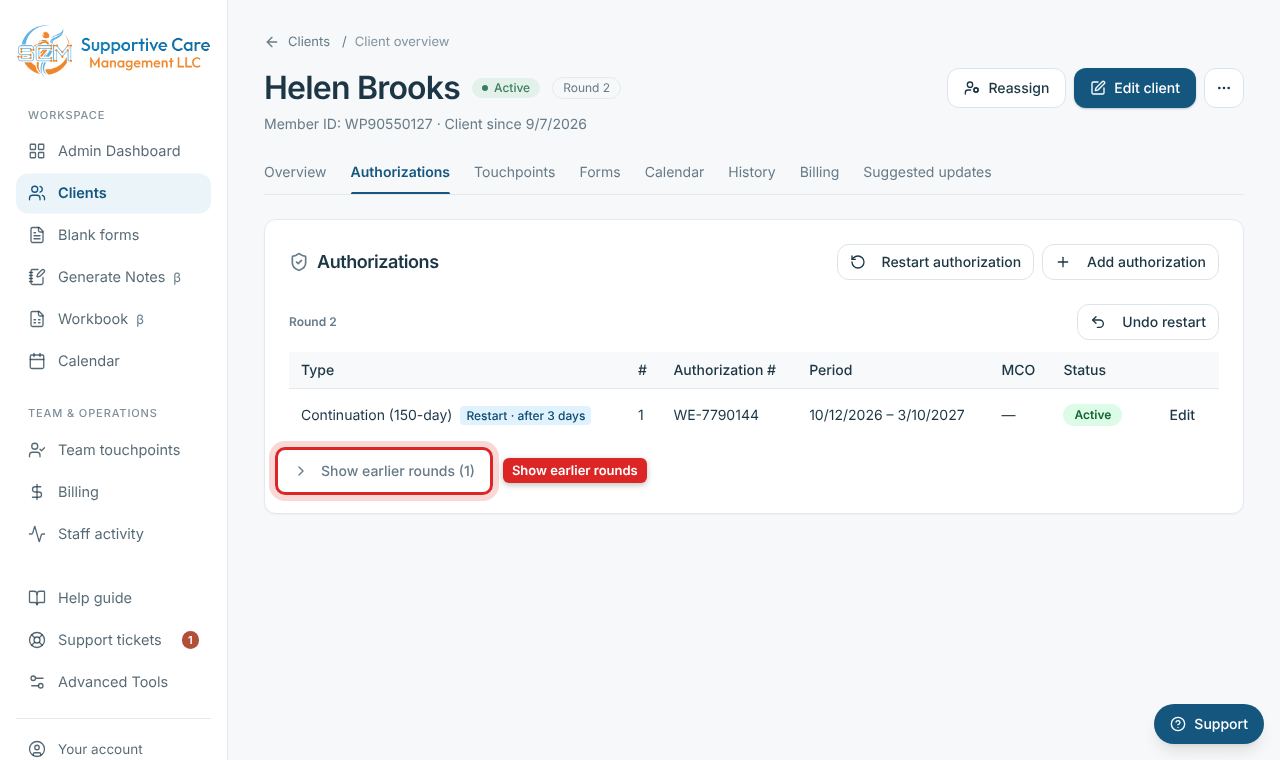 SCM Supportive Care
Management LLC
WORKSPACE
Admin Dashboard
Clients
Blank forms
Generate Notes β
Workbook β
Calendar
TEAM & OPERATIONS
Team touchpoints
Billing
Staff activity
Help guide
Support tickets 1
Advanced Tools
Your account
Clients / Client overview
Helen Brooks Active Round 2
Reassign Edit client
Member ID: WP90550127 · Client since 9/7/2026
Overview Authorizations Touchpoints Forms Calendar History Billing Suggested updates
Authorizations Restart authorization Add authorization
Round 2 Undo restart
Type # Authorization # Period MCO Status
Continuation (150-day) Restart · after 3 days 1 WE-7790144 10/12/2026 – 3/10/2027 — Active Edit
Show earlier rounds (1) Show earlier rounds
Support